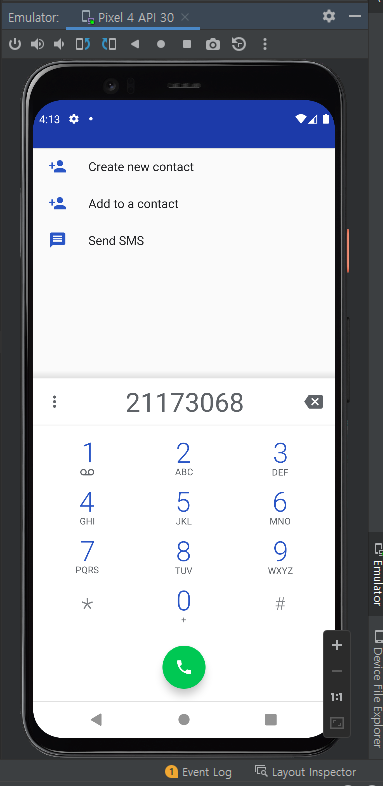 Emulator: Pixel 4 API 30
4:13
Create new contact
Add to a contact
Send SMS
21173068
1 2 3
ABC DEF
4 5 6
GHI JKL MNO
7 8 9
PQRS TUV WXYZ
* 0 #
+
1:1
Emulator
Device File Explorer
1 Event Log Layout Inspector